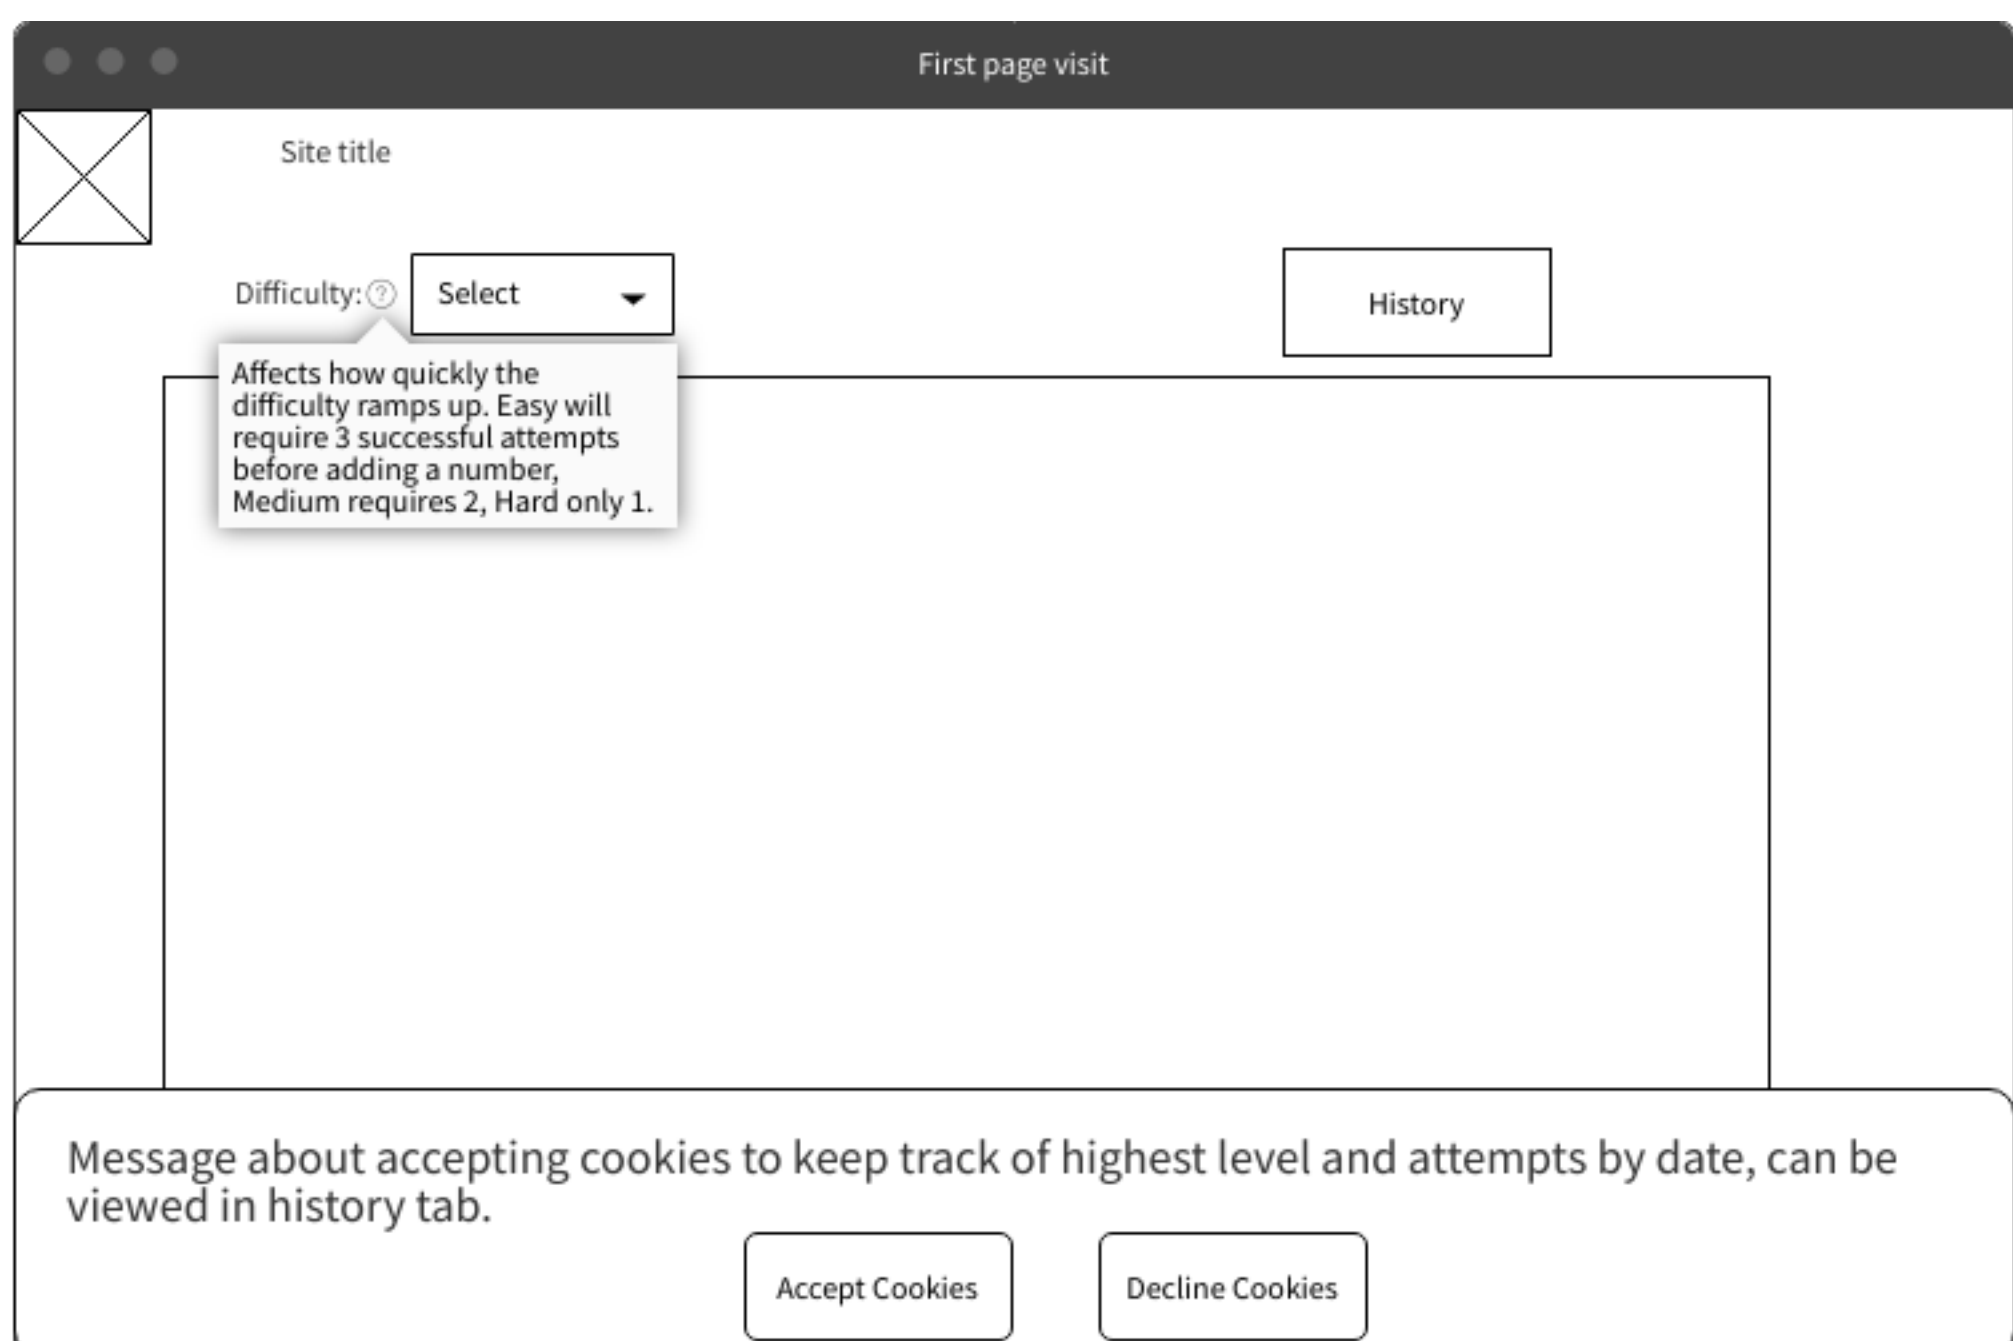 First page visit
Site title
Difficulty: ? Select
History
Affects how quickly the
difficulty ramps up. Easy will
require 3 successful attempts
before adding a number,
Medium requires 2, Hard only 1.
Message about accepting cookies to keep track of highest level and attempts by date, can be
viewed in history tab.
Accept Cookies
Decline Cookies